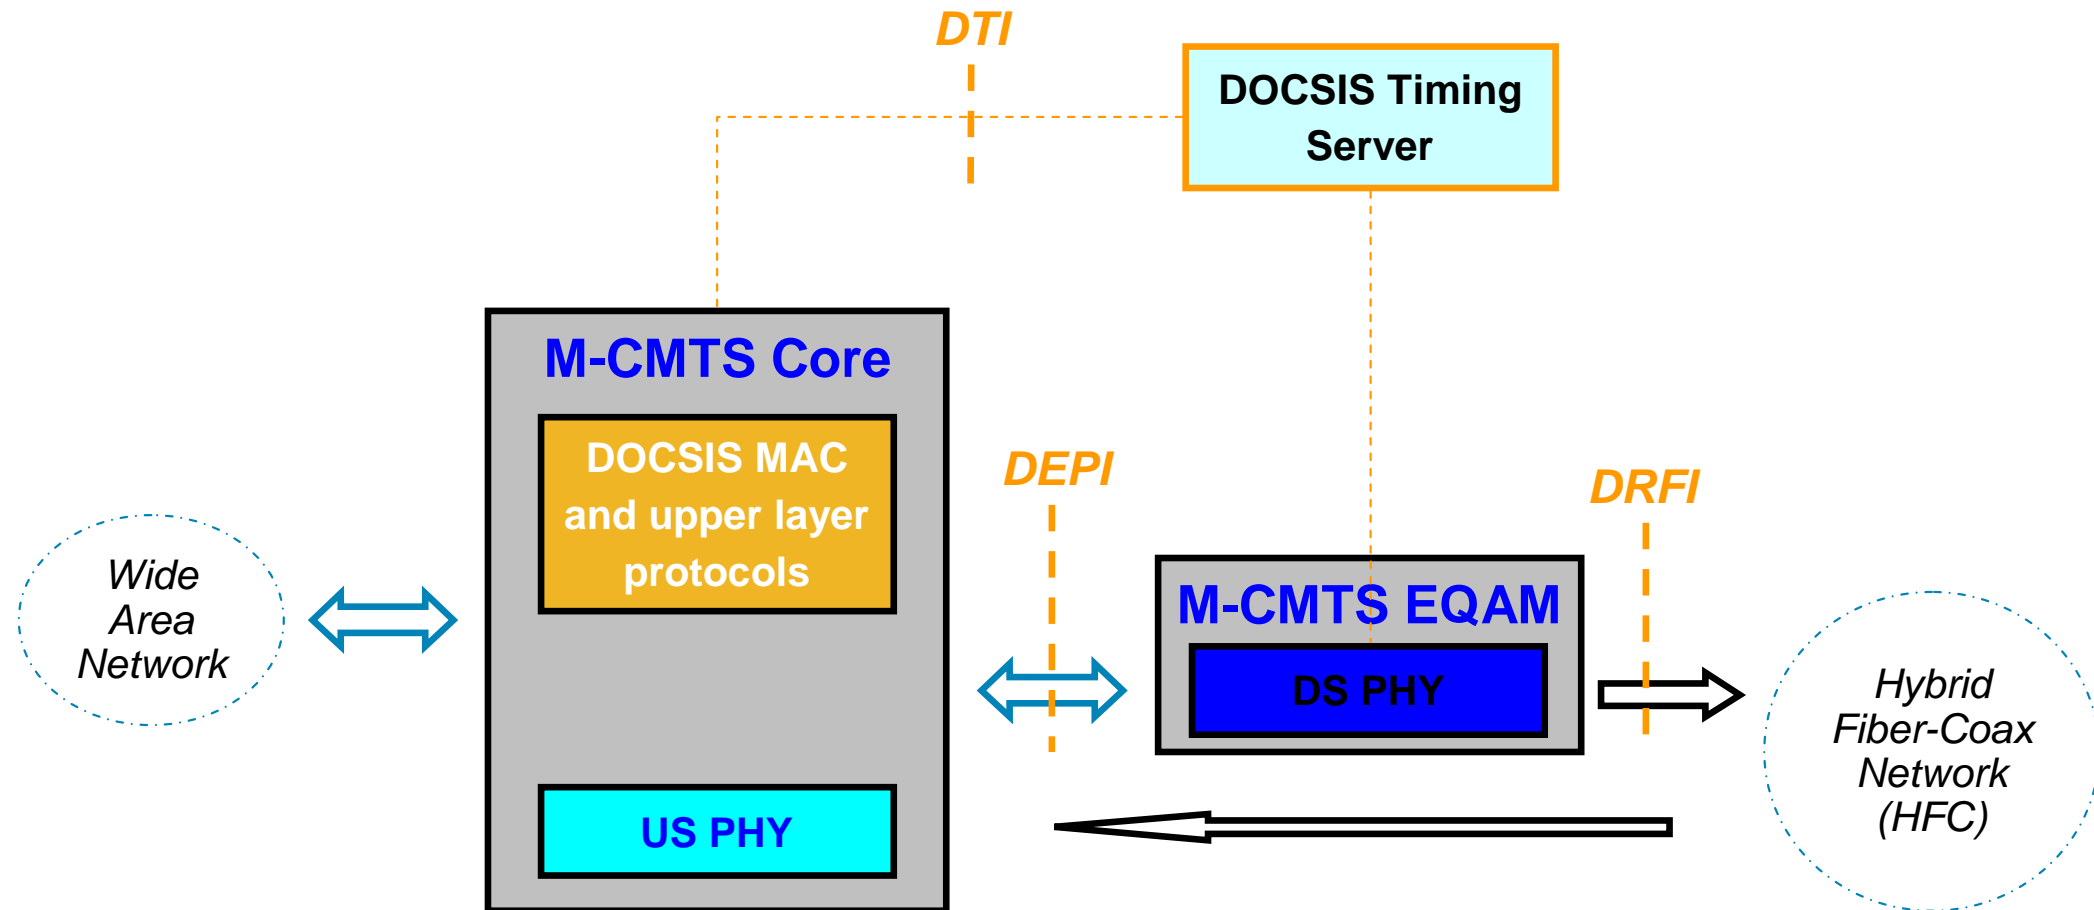 DTI
DOCSIS Timing
Server
M-CMTS Core
DOCSIS MAC
and upper layer
protocols
DEPI
DRFI
Wide
Area
Network
M-CMTS EQAM
DS PHY
Hybrid
Fiber-Coax
Network
(HFC)
US PHY